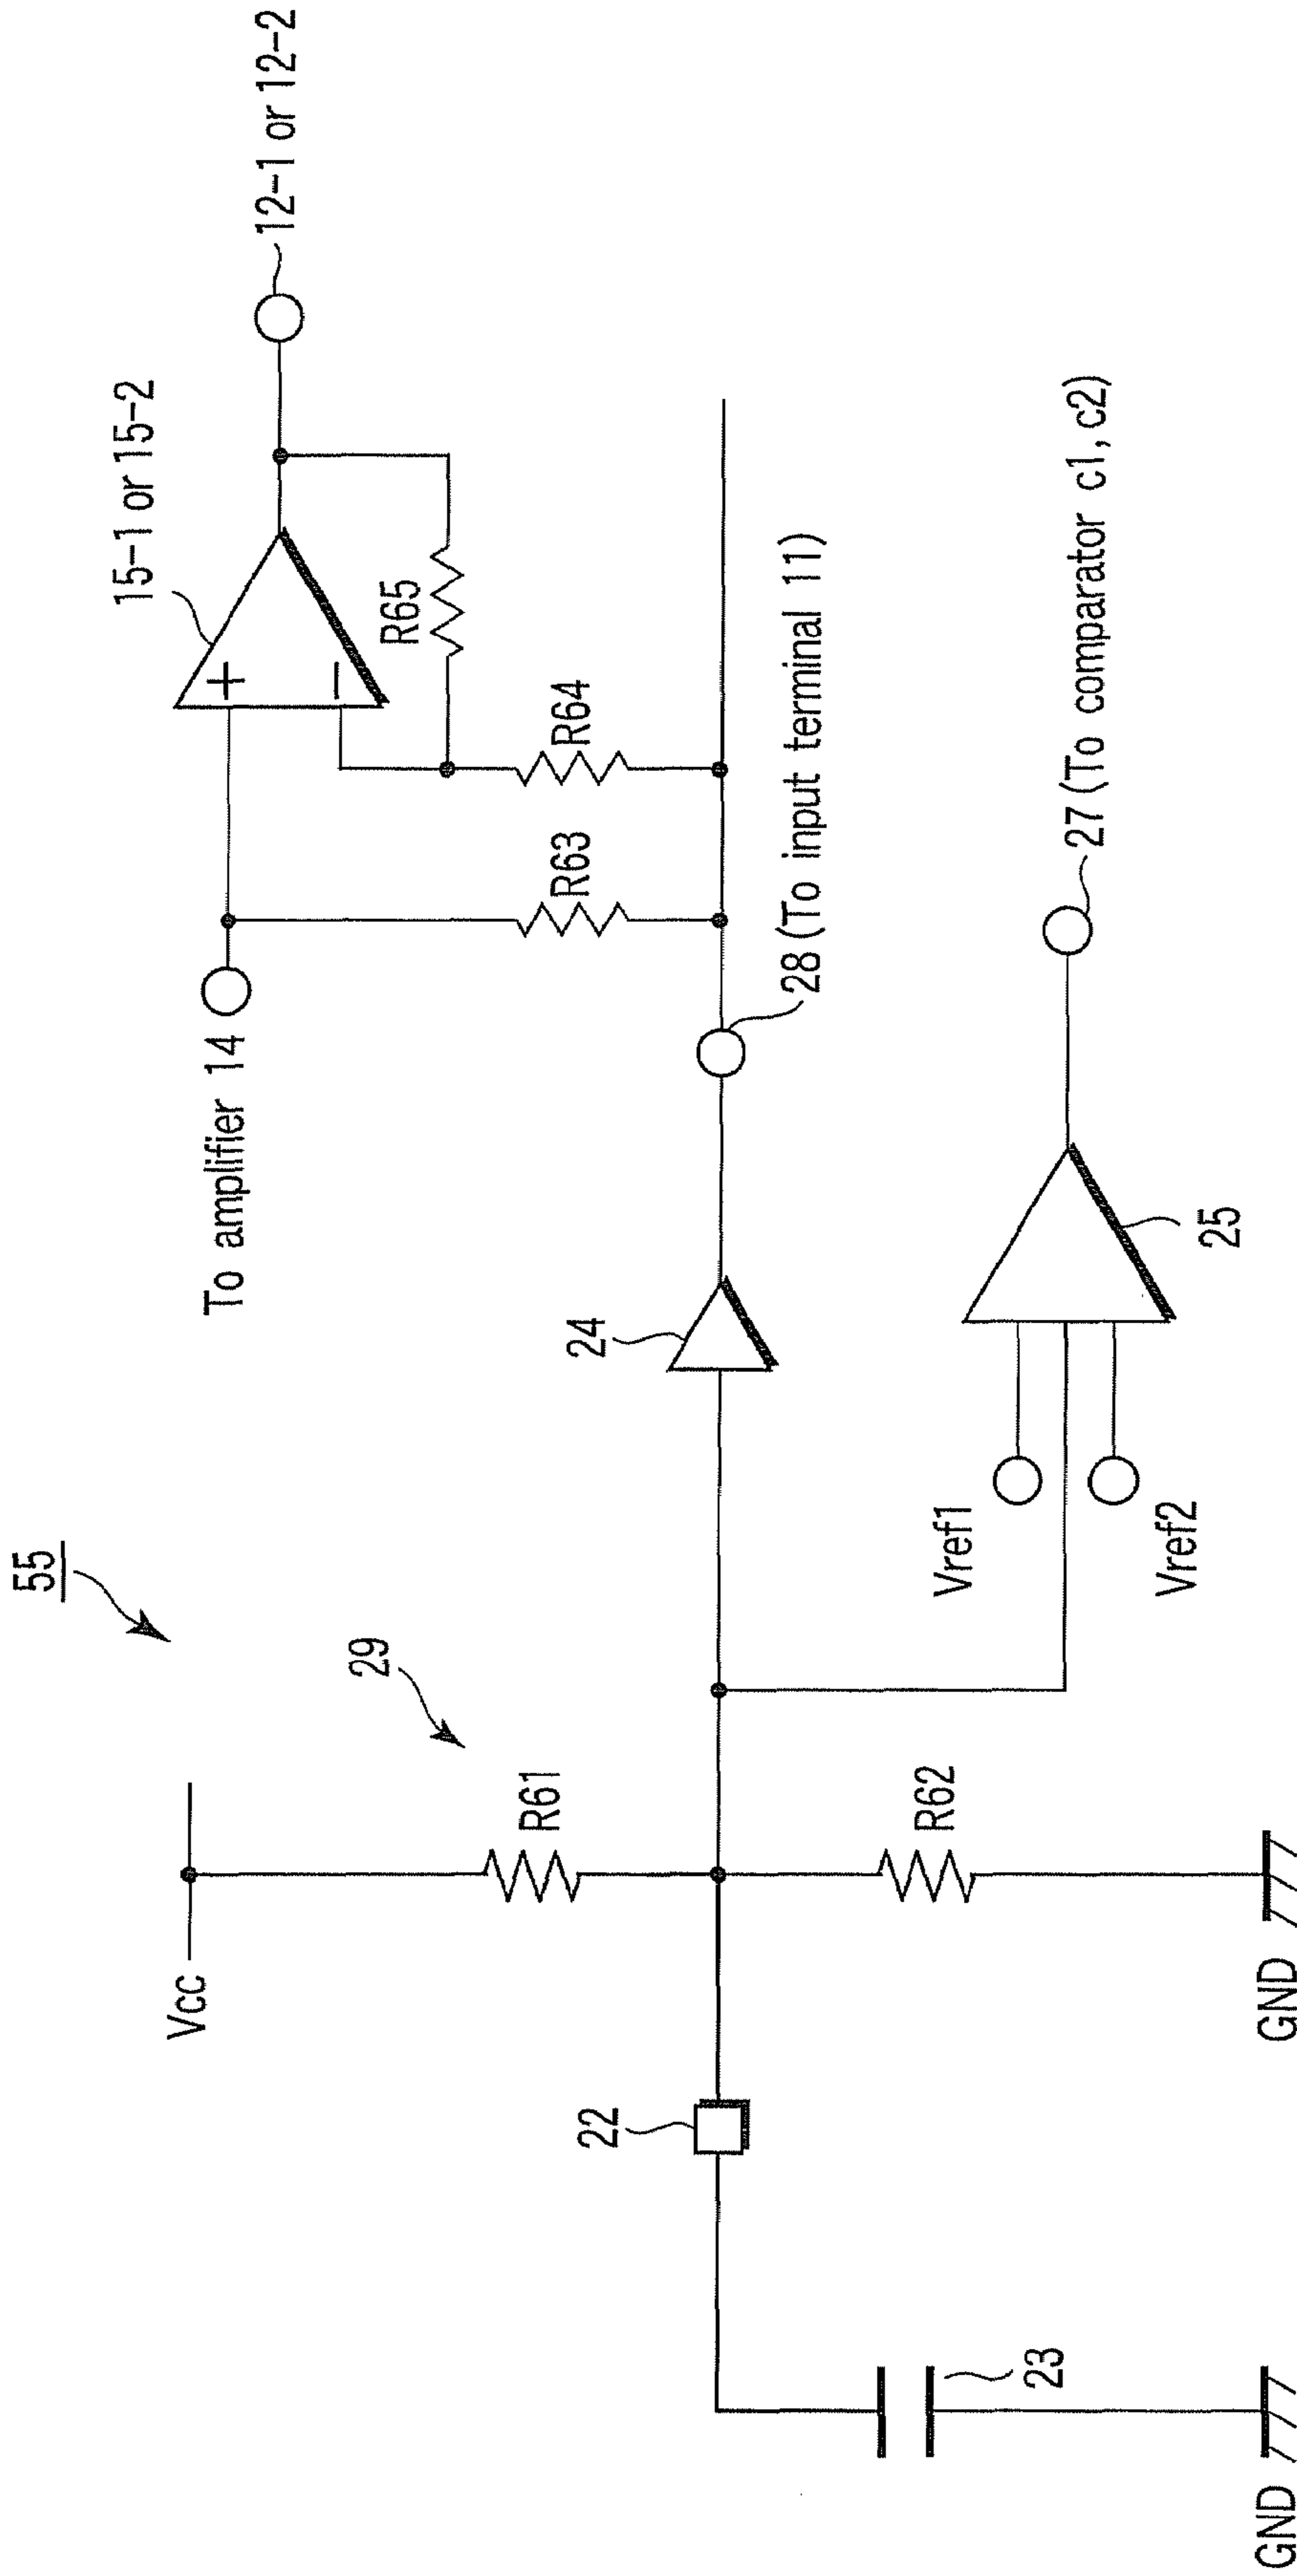 55
29
Vcc
R61
R62
22
23
GND
GND
24
25
Vref1
Vref2
To amplifier 14
15-1 or 15-2
12-1 or 12-2
R63
R64
R65
28 (To input terminal 11)
27 (To comparator c1, c2)